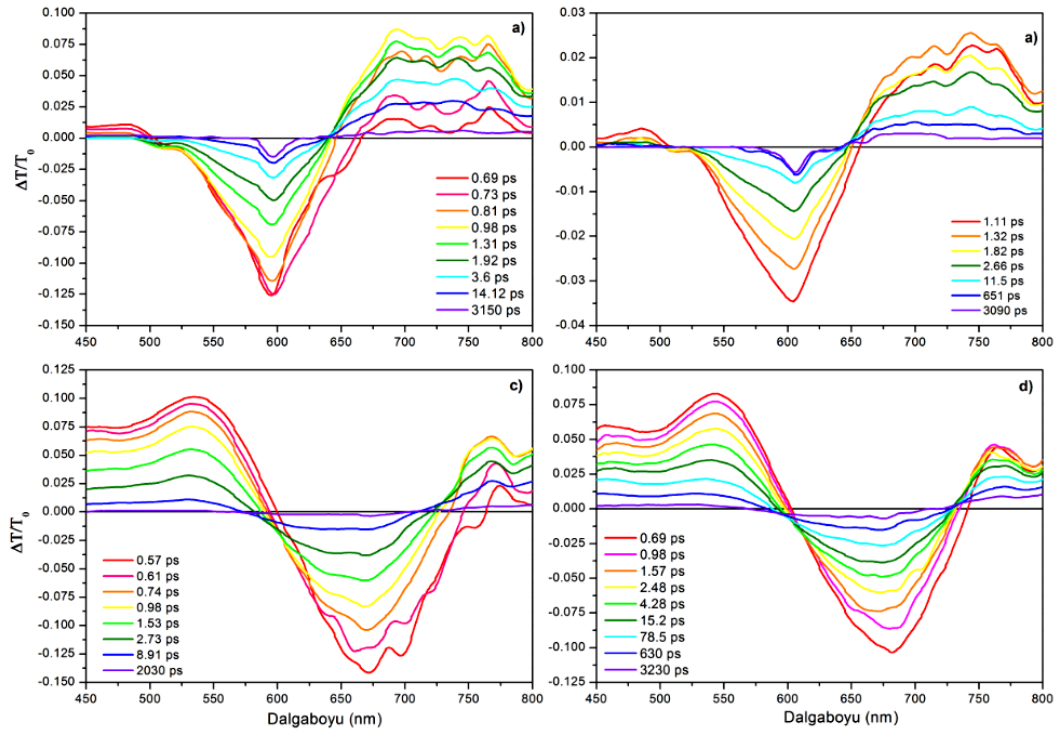 a)
0.100
0.075
0.050
0.025
0.000
-0.025
-0.050
-0.075
-0.100
-0.125
-0.150
ΔT/T0
450 500 550 600 650 700 750 800
0.69 ps
0.73 ps
0.81 ps
0.98 ps
1.31 ps
1.92 ps
3.6 ps
14.12 ps
3150 ps
a)
0.03
0.02
0.01
0.00
-0.01
-0.02
-0.03
-0.04
450 500 550 600 650 700 750 800
1.11 ps
1.32 ps
1.82 ps
2.66 ps
11.5 ps
651 ps
3090 ps
c)
0.125
0.100
0.075
0.050
0.025
0.000
-0.025
-0.050
-0.075
-0.100
-0.125
-0.150
ΔT/T0
0.57 ps
0.61 ps
0.74 ps
0.98 ps
1.53 ps
2.73 ps
8.91 ps
2030 ps
450 500 550 600 650 700 750 800
Dalgaboyu (nm)
d)
0.100
0.075
0.050
0.025
0.000
-0.025
-0.050
-0.075
-0.100
-0.125
0.69 ps
0.98 ps
1.57 ps
2.48 ps
4.28 ps
15.2 ps
78.5 ps
630 ps
3230 ps
450 500 550 600 650 700 750 800
Dalgaboyu (nm)